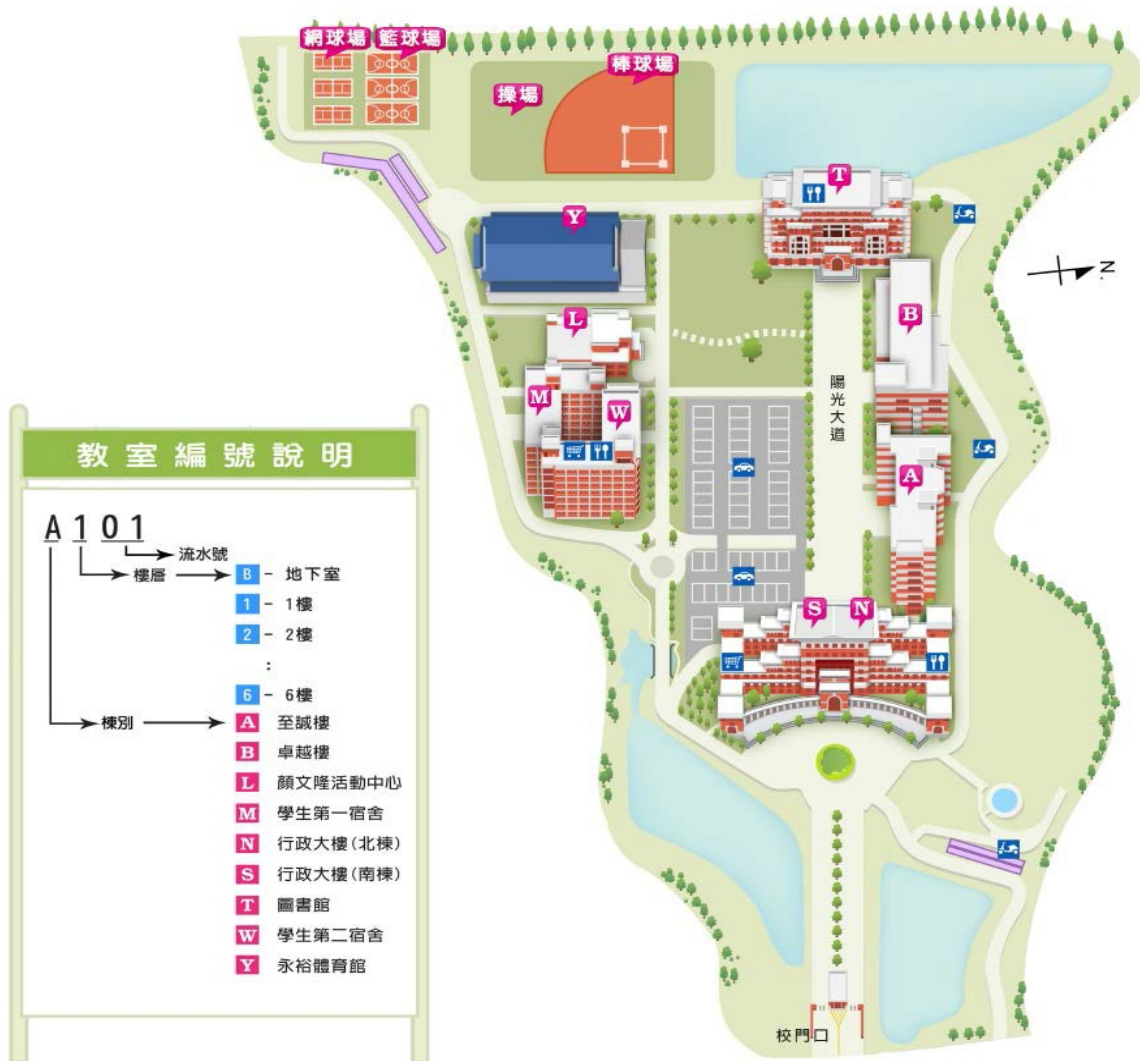 網球場
籃球場
操場
棒球場
T
Y
N
B
L
M
W
陽光大道
A
S
N
校門口
教室編號說明
A 1 0 1
流水號
樓層
B - 地下室
1 - 1樓
2 - 2樓
:
6 - 6樓
棟別
A 至誠樓
B 卓越樓
L 顏文隆活動中心
M 學生第一宿舍
N 行政大樓(北棟)
S 行政大樓(南棟)
T 圖書館
W 學生第二宿舍
Y 永裕體育館